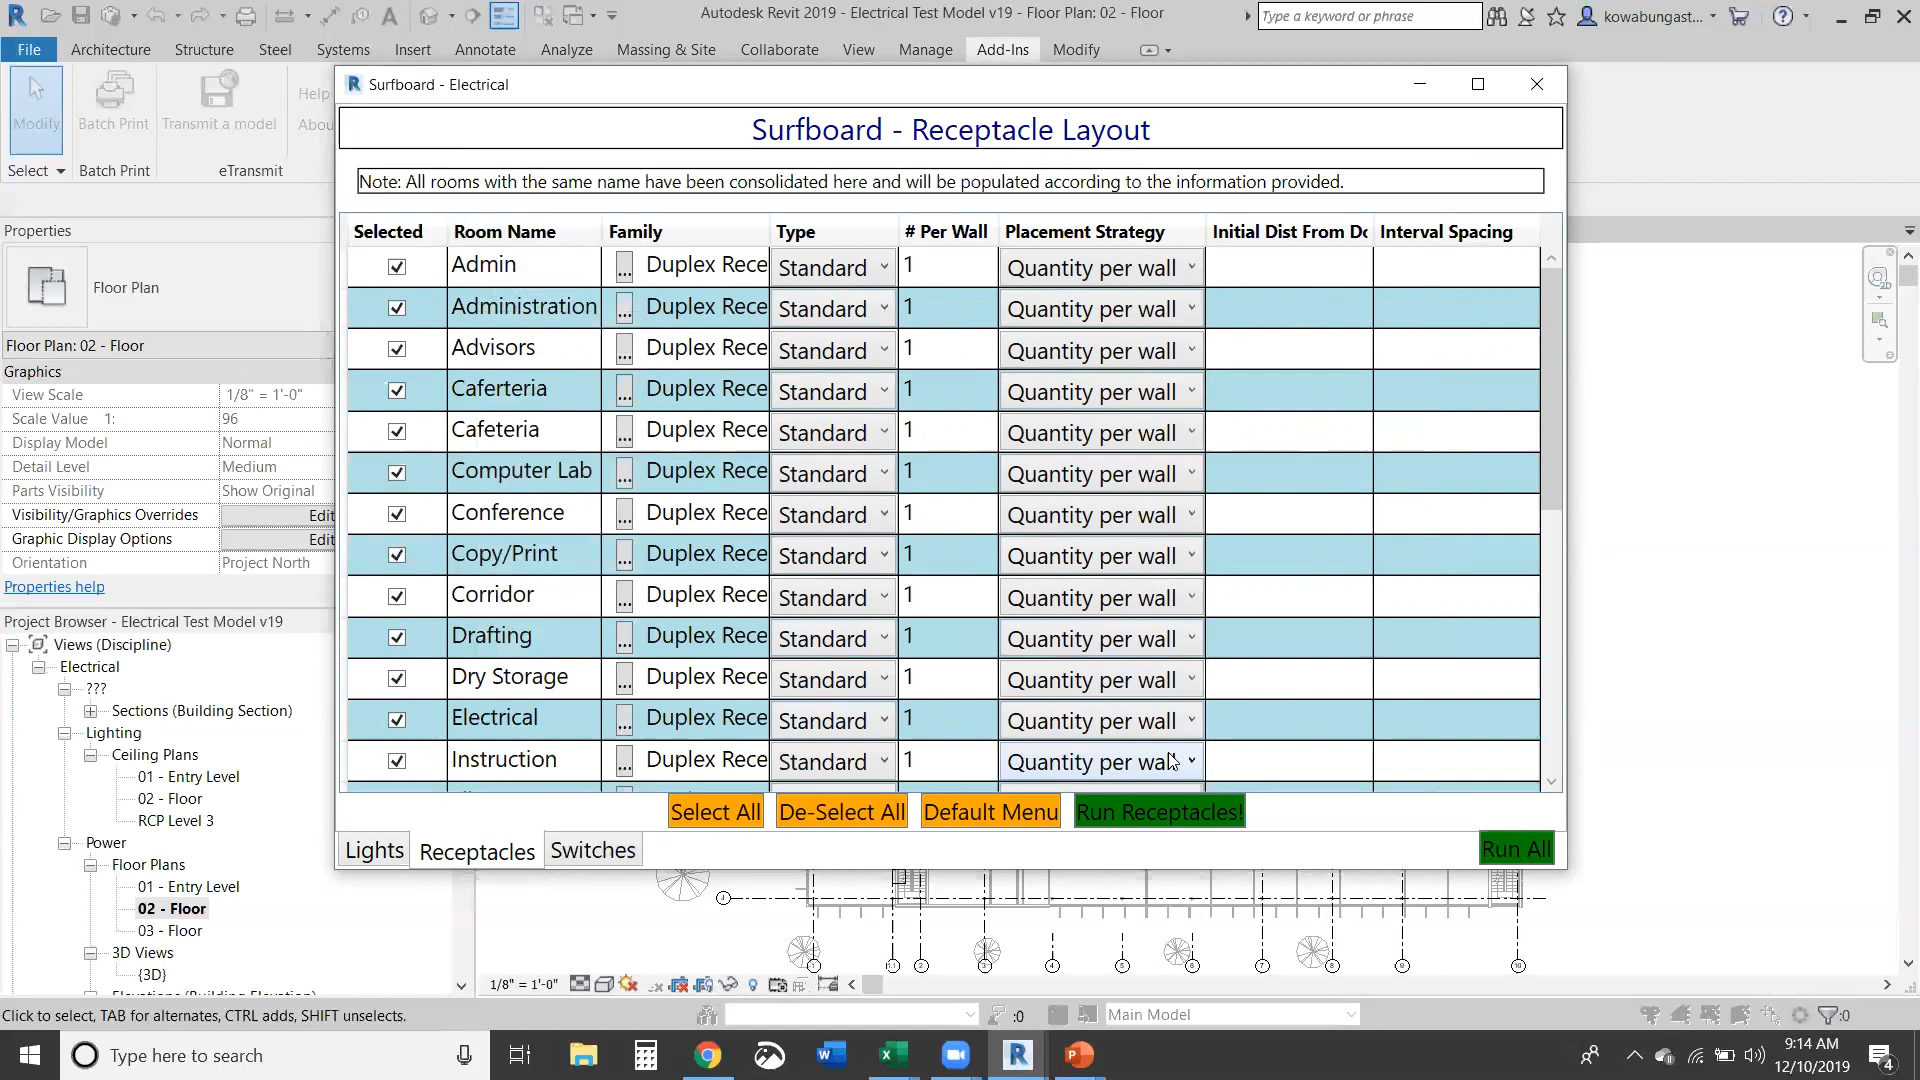 Autodesk Revit 2019 - Electrical Test Model v19 - Floor Plan: 02 - Floor
Type a keyword or phrase
kowabungast...
File Architecture Structure Steel Systems Insert Annotate Analyze Massing & Site Collaborate View Manage Add-Ins Modify
Modify
Batch Print
Transmit a model
Help
Abou
Select
Batch Print
eTransmit
Surfboard - Electrical
Surfboard - Receptacle Layout
Note: All rooms with the same name have been consolidated here and will be populated according to the information provided.
Selected Room Name Family Type # Per Wall Placement Strategy Initial Dist From Dc Interval Spacing
Admin ... Duplex Rece Standard 1 Quantity per wall
Administration ... Duplex Rece Standard 1 Quantity per wall
Advisors ... Duplex Rece Standard 1 Quantity per wall
Caferteria ... Duplex Rece Standard 1 Quantity per wall
Cafeteria ... Duplex Rece Standard 1 Quantity per wall
Computer Lab ... Duplex Rece Standard 1 Quantity per wall
Conference ... Duplex Rece Standard 1 Quantity per wall
Copy/Print ... Duplex Rece Standard 1 Quantity per wall
Corridor ... Duplex Rece Standard 1 Quantity per wall
Drafting ... Duplex Rece Standard 1 Quantity per wall
Dry Storage ... Duplex Rece Standard 1 Quantity per wall
Electrical ... Duplex Rece Standard 1 Quantity per wall
Instruction ... Duplex Rece Standard 1 Quantity per wall
Select All De-Select All Default Menu Run Receptacles!
Lights Receptacles Switches Run All
Properties
Floor Plan
Floor Plan: 02 - Floor
Graphics
View Scale 1/8" = 1'-0"
Scale Value 1: 96
Display Model Normal
Detail Level Medium
Parts Visibility Show Original
Visibility/Graphics Overrides Edit
Graphic Display Options Edit
Orientation Project North
Properties help
Project Browser - Electrical Test Model v19
Views (Discipline)
Electrical
???
Sections (Building Section)
Lighting
Ceiling Plans
01 - Entry Level
02 - Floor
RCP Level 3
Power
Floor Plans
01 - Entry Level
02 - Floor
03 - Floor
3D Views
{3D}
J
1 1.1 2 3 4 5 6 7 8 9 10
1/8" = 1'-0"
Click to select, TAB for alternates, CTRL adds, SHIFT unselects.
:0
Main Model
:0
Type here to search
9:14 AM
12/10/2019
4